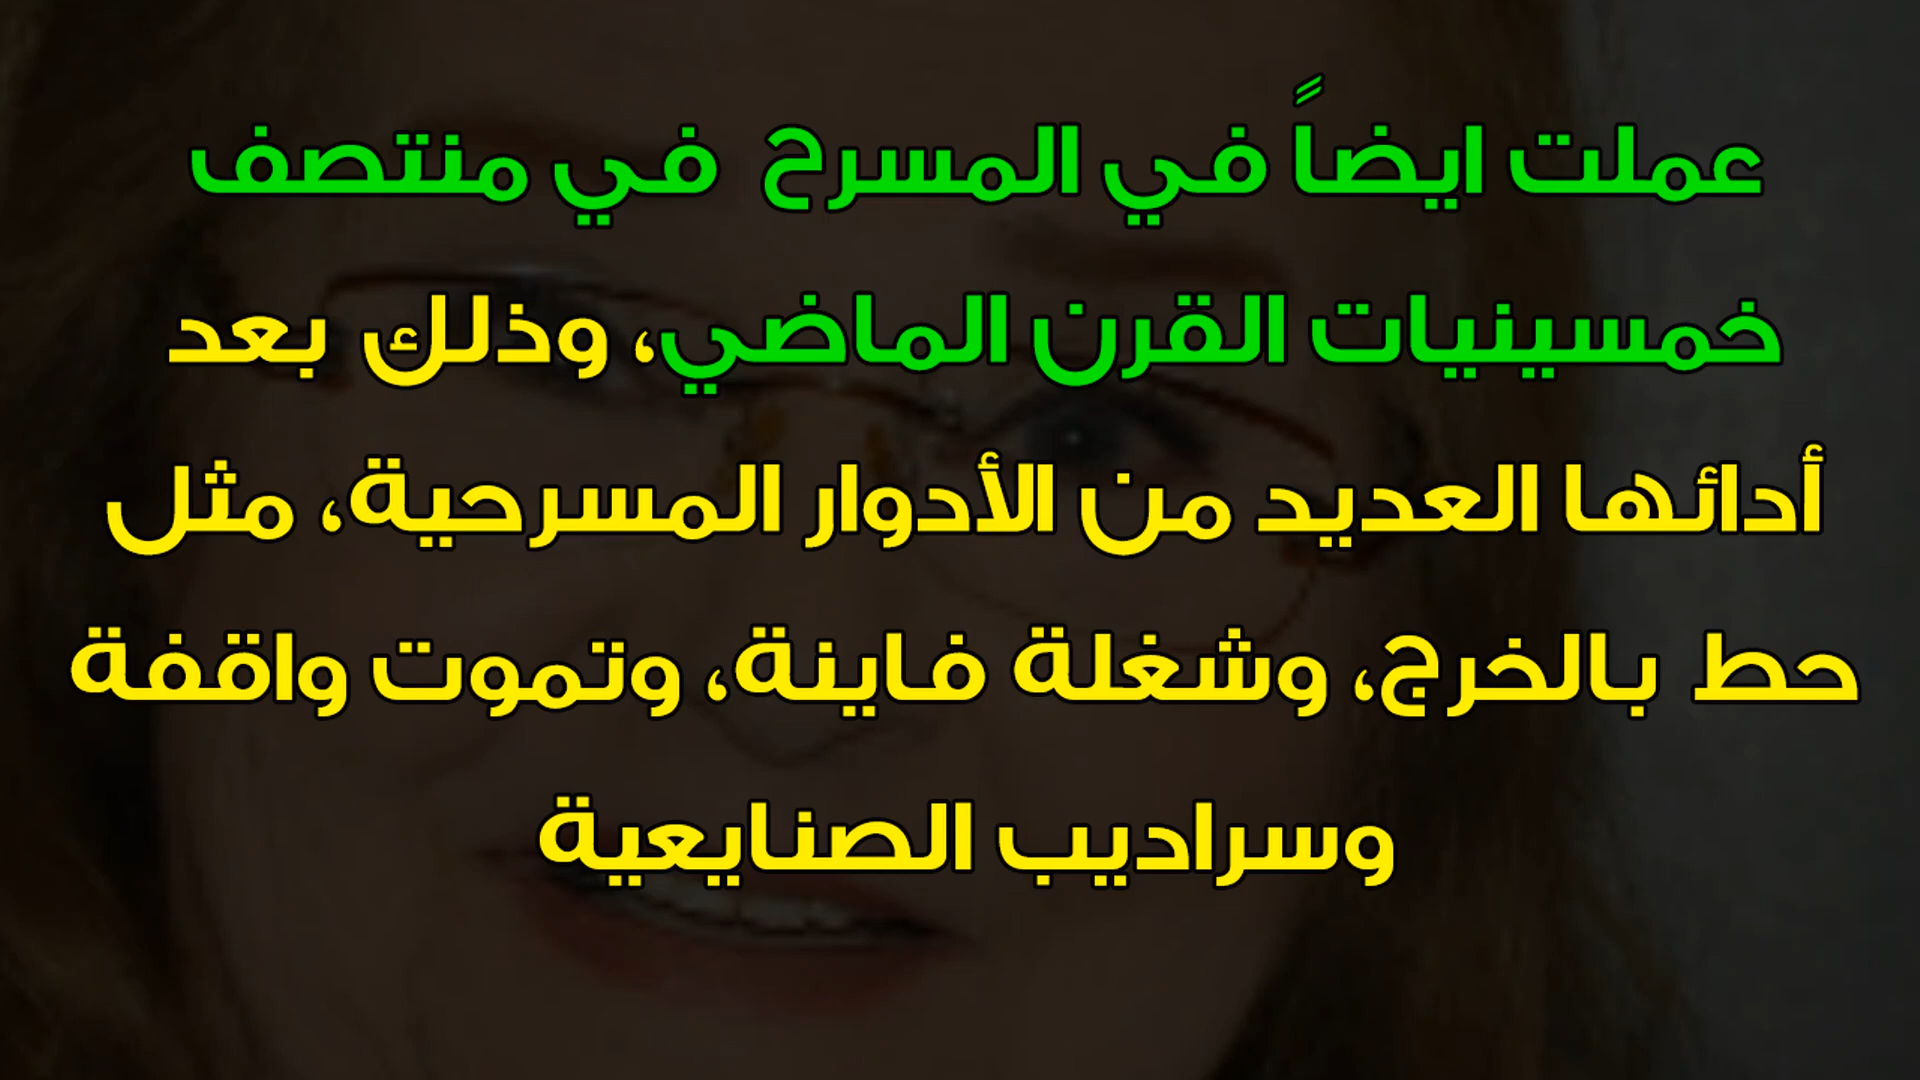 عملت ايضاً في المسرح في منتصف
خمسينيات القرن الماضي، وذلك بعد
أدائها العديد من الأدوار المسرحية، مثل
حط بالخرج، وشغلة فاينة، وتموت واقفة
وسراديب الصنايعية